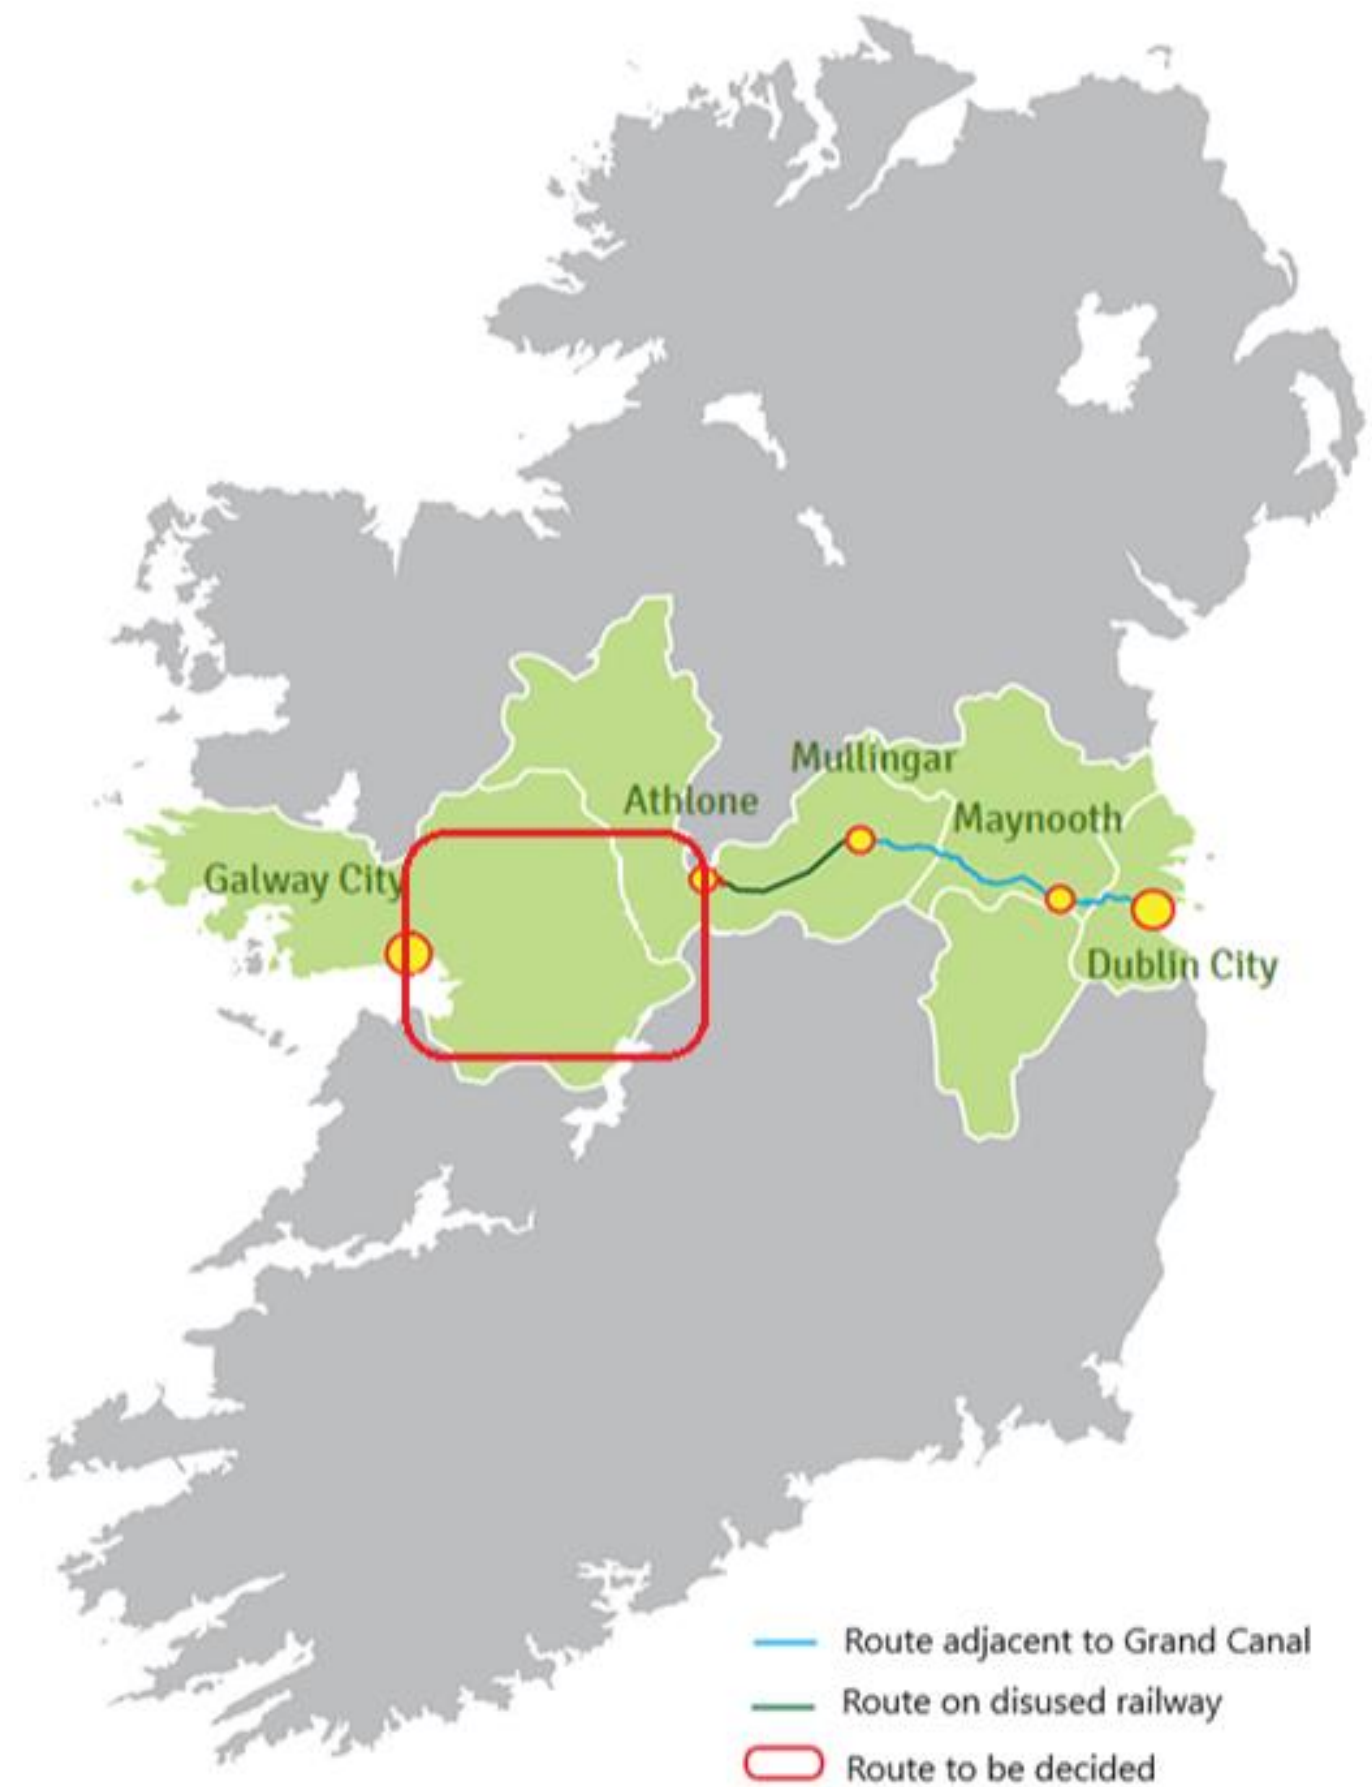 Mullingar
Athlone
Maynooth
Galway City
Dublin City
Route adjacent to Grand Canal
Route on disused railway
Route to be decided